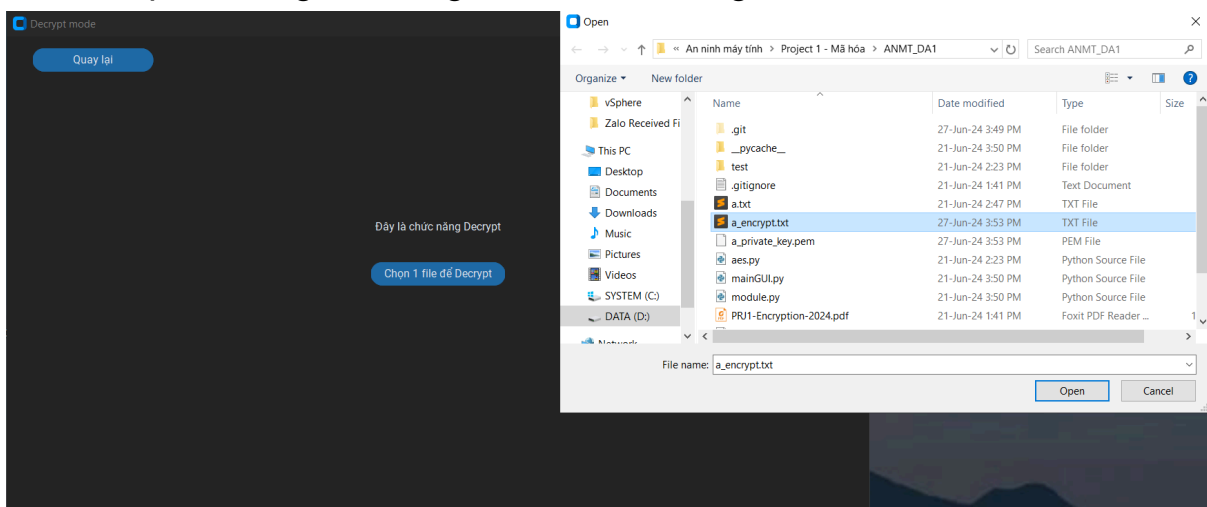 Decrypt mode
Quay lại
Đây là chức năng Decrypt
Chọn 1 file để Decrypt
Open
« An ninh máy tính > Project 1 - Mã hóa > ANMT_DA1
Search ANMT_DA1
Organize New folder
vSphere
Zalo Received Fi
This PC
Desktop
Documents
Downloads
Music
Pictures
Videos
SYSTEM (C:)
DATA (D:)
Network
Name Date modified Type Size
.git 27-Jun-24 3:49 PM File folder
__pycache__ 21-Jun-24 3:50 PM File folder
test 21-Jun-24 2:23 PM File folder
.gitignore 21-Jun-24 1:41 PM Text Document
a.txt 21-Jun-24 2:47 PM TXT File
a_encrypt.txt 27-Jun-24 3:53 PM TXT File
a_private_key.pem 27-Jun-24 3:53 PM PEM File
aes.py 21-Jun-24 2:23 PM Python Source File
mainGUI.py 21-Jun-24 3:50 PM Python Source File
module.py 21-Jun-24 3:50 PM Python Source File
PRJ1-Encryption-2024.pdf 21-Jun-24 1:41 PM Foxit PDF Reader ... 1
File name: a_encrypt.txt
Open Cancel